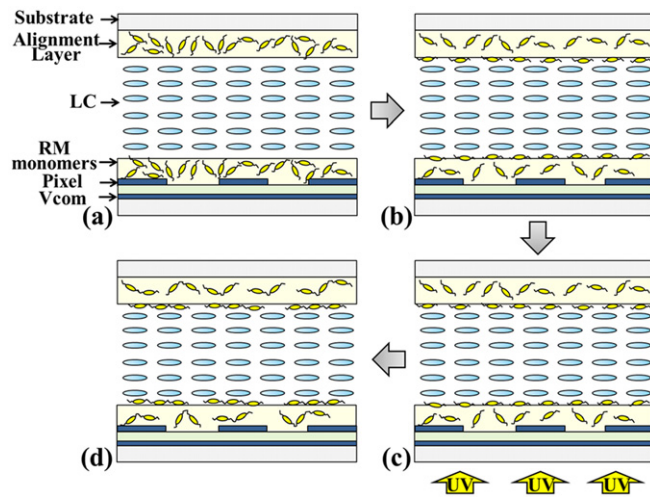 Substrate
Alignment
Layer
LC
RM
monomers
Pixel
Vcom
(a)
(b)
(d)
(c)
UV
UV
UV